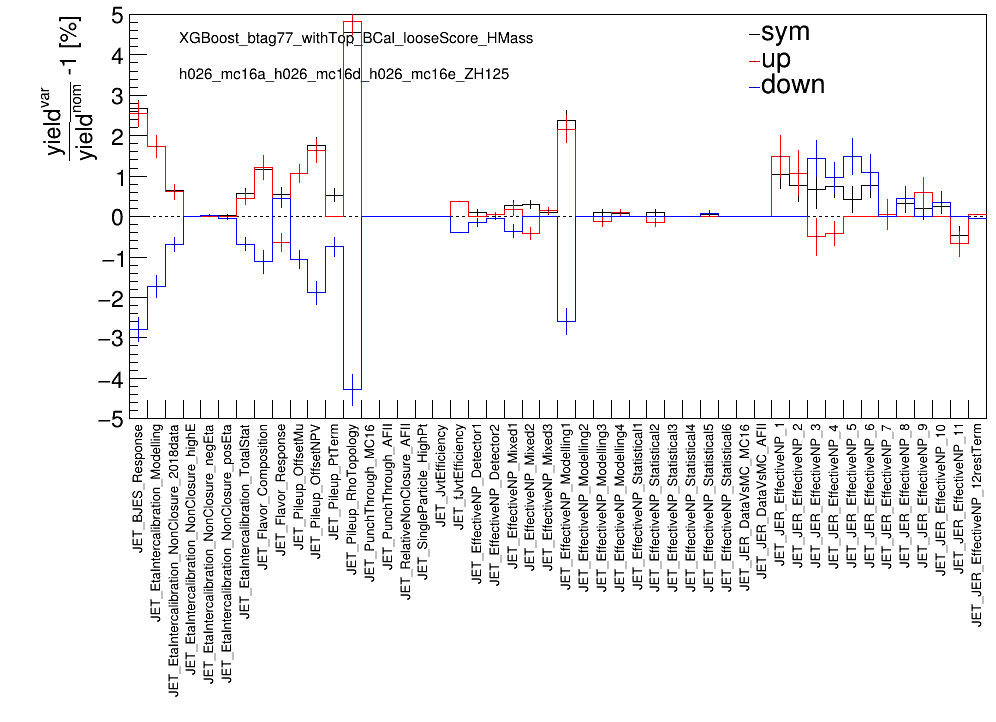 yield^var / yield^nom -1 [%]
5
4
3
2
1
0
−1
−2
−3
−4
−5
XGBoost_btag77_withTop_BCal_looseScore_HMass
h026_mc16a_h026_mc16d_h026_mc16e_ZH125
sym
up
down
JET_BJES_Response
JET_EtaIntercalibration_Modelling
JET_EtaIntercalibration_NonClosure_2018data
JET_EtaIntercalibration_NonClosure_highE
JET_EtaIntercalibration_NonClosure_negEta
JET_EtaIntercalibration_NonClosure_posEta
JET_EtaIntercalibration_TotalStat
JET_Flavor_Composition
JET_Flavor_Response
JET_Pileup_OffsetMu
JET_Pileup_OffsetNPV
JET_Pileup_PtTerm
JET_Pileup_RhoTopology
JET_PunchThrough_MC16
JET_PunchThrough_AFII
JET_RelativeNonClosure_AFII
JET_SingleParticle_HighPt
JET_JvtEfficiency
JET_fJvtEfficiency
JET_EffectiveNP_Detector1
JET_EffectiveNP_Detector2
JET_EffectiveNP_Mixed1
JET_EffectiveNP_Mixed2
JET_EffectiveNP_Mixed3
JET_EffectiveNP_Modelling1
JET_EffectiveNP_Modelling2
JET_EffectiveNP_Modelling3
JET_EffectiveNP_Modelling4
JET_EffectiveNP_Statistical1
JET_EffectiveNP_Statistical2
JET_EffectiveNP_Statistical3
JET_EffectiveNP_Statistical4
JET_EffectiveNP_Statistical5
JET_EffectiveNP_Statistical6
JET_JER_DataVsMC_MC16
JET_JER_DataVsMC_AFII
JET_JER_EffectiveNP_1
JET_JER_EffectiveNP_2
JET_JER_EffectiveNP_3
JET_JER_EffectiveNP_4
JET_JER_EffectiveNP_5
JET_JER_EffectiveNP_6
JET_JER_EffectiveNP_7
JET_JER_EffectiveNP_8
JET_JER_EffectiveNP_9
JET_JER_EffectiveNP_10
JET_JER_EffectiveNP_11
JET_JER_EffectiveNP_12restTerm